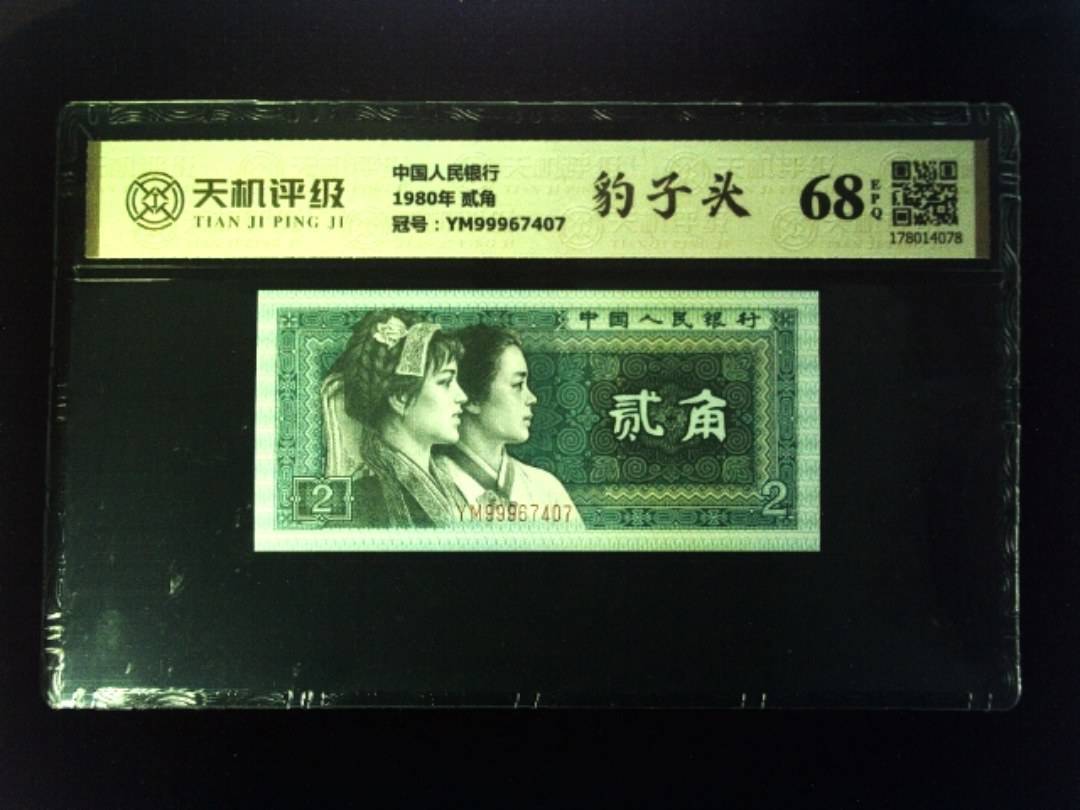 天机评级
TIAN JI PING JI
中国人民银行
1980年 贰角
冠号：YM99967407
豹子头
68
EPQ
178014078
中国人民银行
贰角
2
YM99967407
2